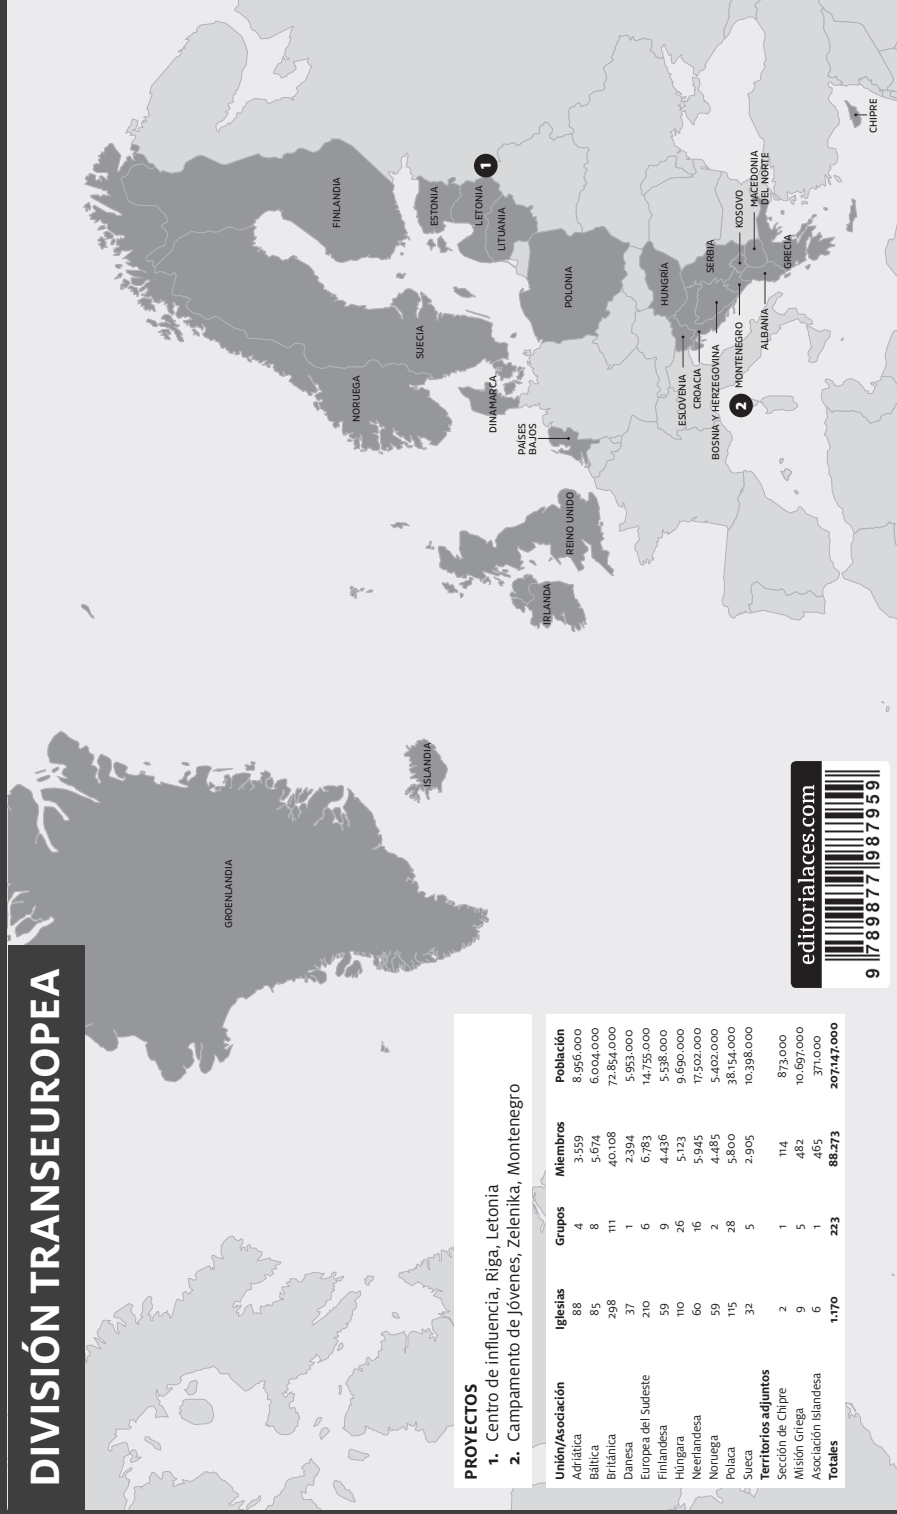 DIVISIÓN TRANSEUROPEA
GROENLANDIA
ISLANDIA
NORUEGA
SUECIA
FINLANDIA
DINAMARCA
ESTONIA
LETONIA
LITUANIA
1
PAÍSES
BAJOS
POLONIA
IRLANDA
REINO UNIDO
HUNGRÍA
SERBIA
KOSOVO
MACEDONIA
DEL NORTE
GRECIA
CHIPRE
ESLOVENIA
CROACIA
BOSNIA Y HERZEGOVINA
MONTENEGRO
ALBANIA
2
PROYECTOS
1. Centro de influencia, Riga, Letonia
2. Campamento de Jóvenes, Zelenika, Montenegro
Unión/Asociación Iglesias Grupos Miembros Población
Adriática 88 4 3.559 8.956.000
Báltica 85 8 5.674 6.004.000
Británica 298 111 40.108 72.854.000
Danesa 37 1 2.394 5.953.000
Europea del Sudeste 210 6 6.783 14.755.000
Finlandesa 59 9 4.436 5.538.000
Húngara 110 26 5.123 9.690.000
Neerlandesa 60 16 5.945 17.502.000
Noruega 59 2 4.485 5.402.000
Polaca 115 28 5.800 38.154.000
Sueca 32 5 2.905 10.398.000
Territorios adjuntos
Sección de Chipre 2 1 114 873.000
Misión Griega 9 5 482 10.697.000
Asociación Islandesa 6 1 465 371.000
Totales 1.170 223 88.273 207.147.000
editorialaces.com
9 789877 987959